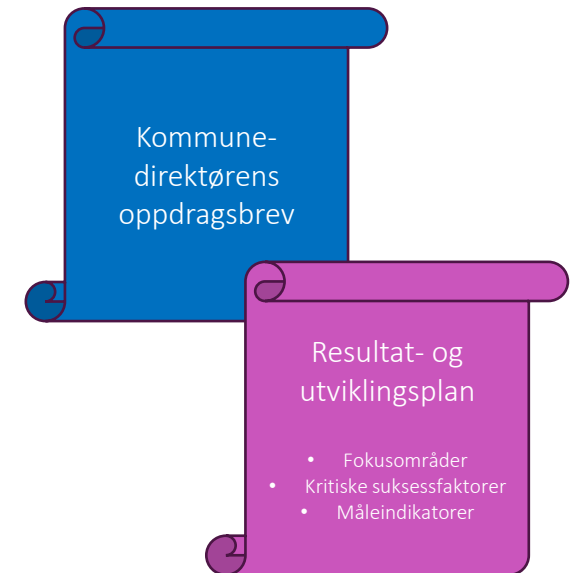 Kommune-
direktørens
oppdragsbrev
Resultat- og
utviklingsplan
• Fokusområder
• Kritiske suksessfaktorer
• Måleindikatorer